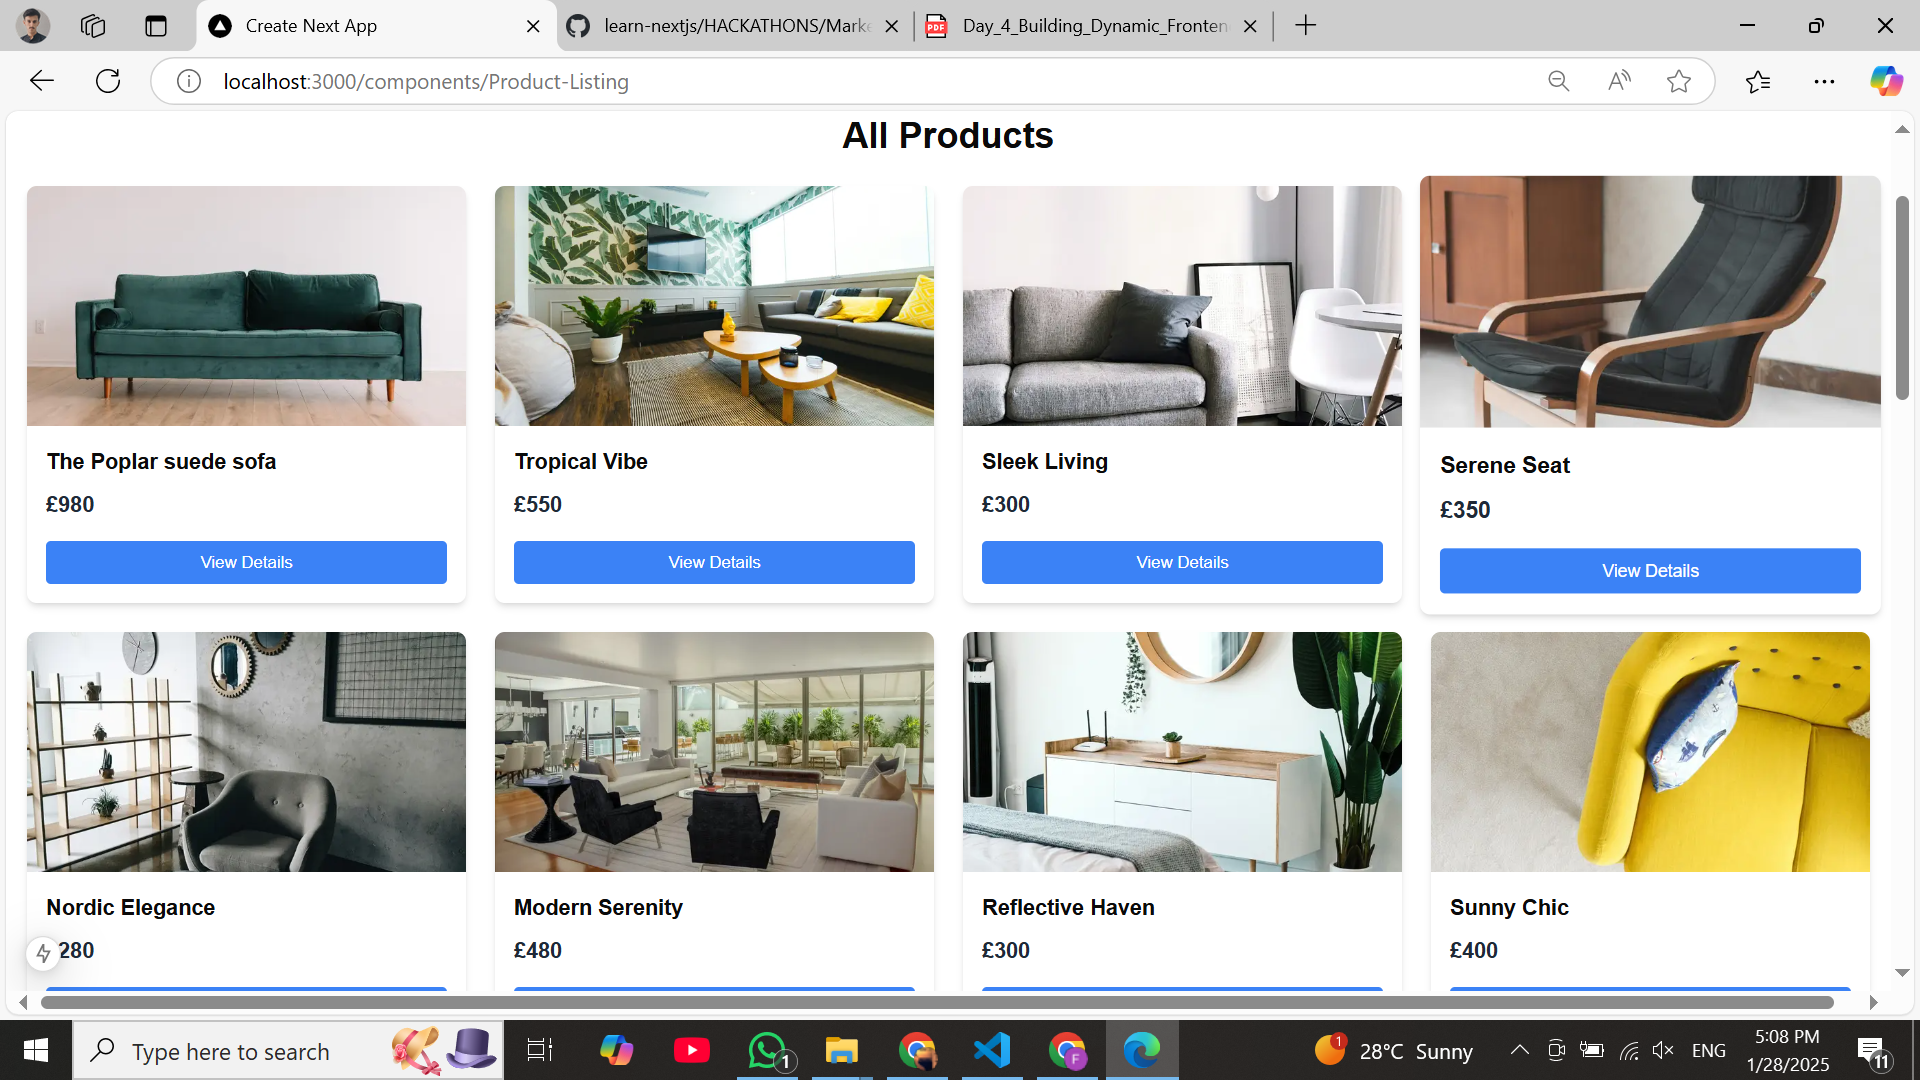 Create Next App
learn-nextjs/HACKATHONS/Marke
PDF
Day_4_Building_Dynamic_Fronten
localhost:3000/components/Product-Listing
All Products
The Poplar suede sofa
Tropical Vibe
Sleek Living
Serene Seat
£980
£550
£300
£350
View Details
View Details
View Details
View Details
Nordic Elegance
Modern Serenity
Reflective Haven
Sunny Chic
280
£480
£300
£400
Type here to search
1
F
1
28°C Sunny
ENG
5:08 PM
1/28/2025
11